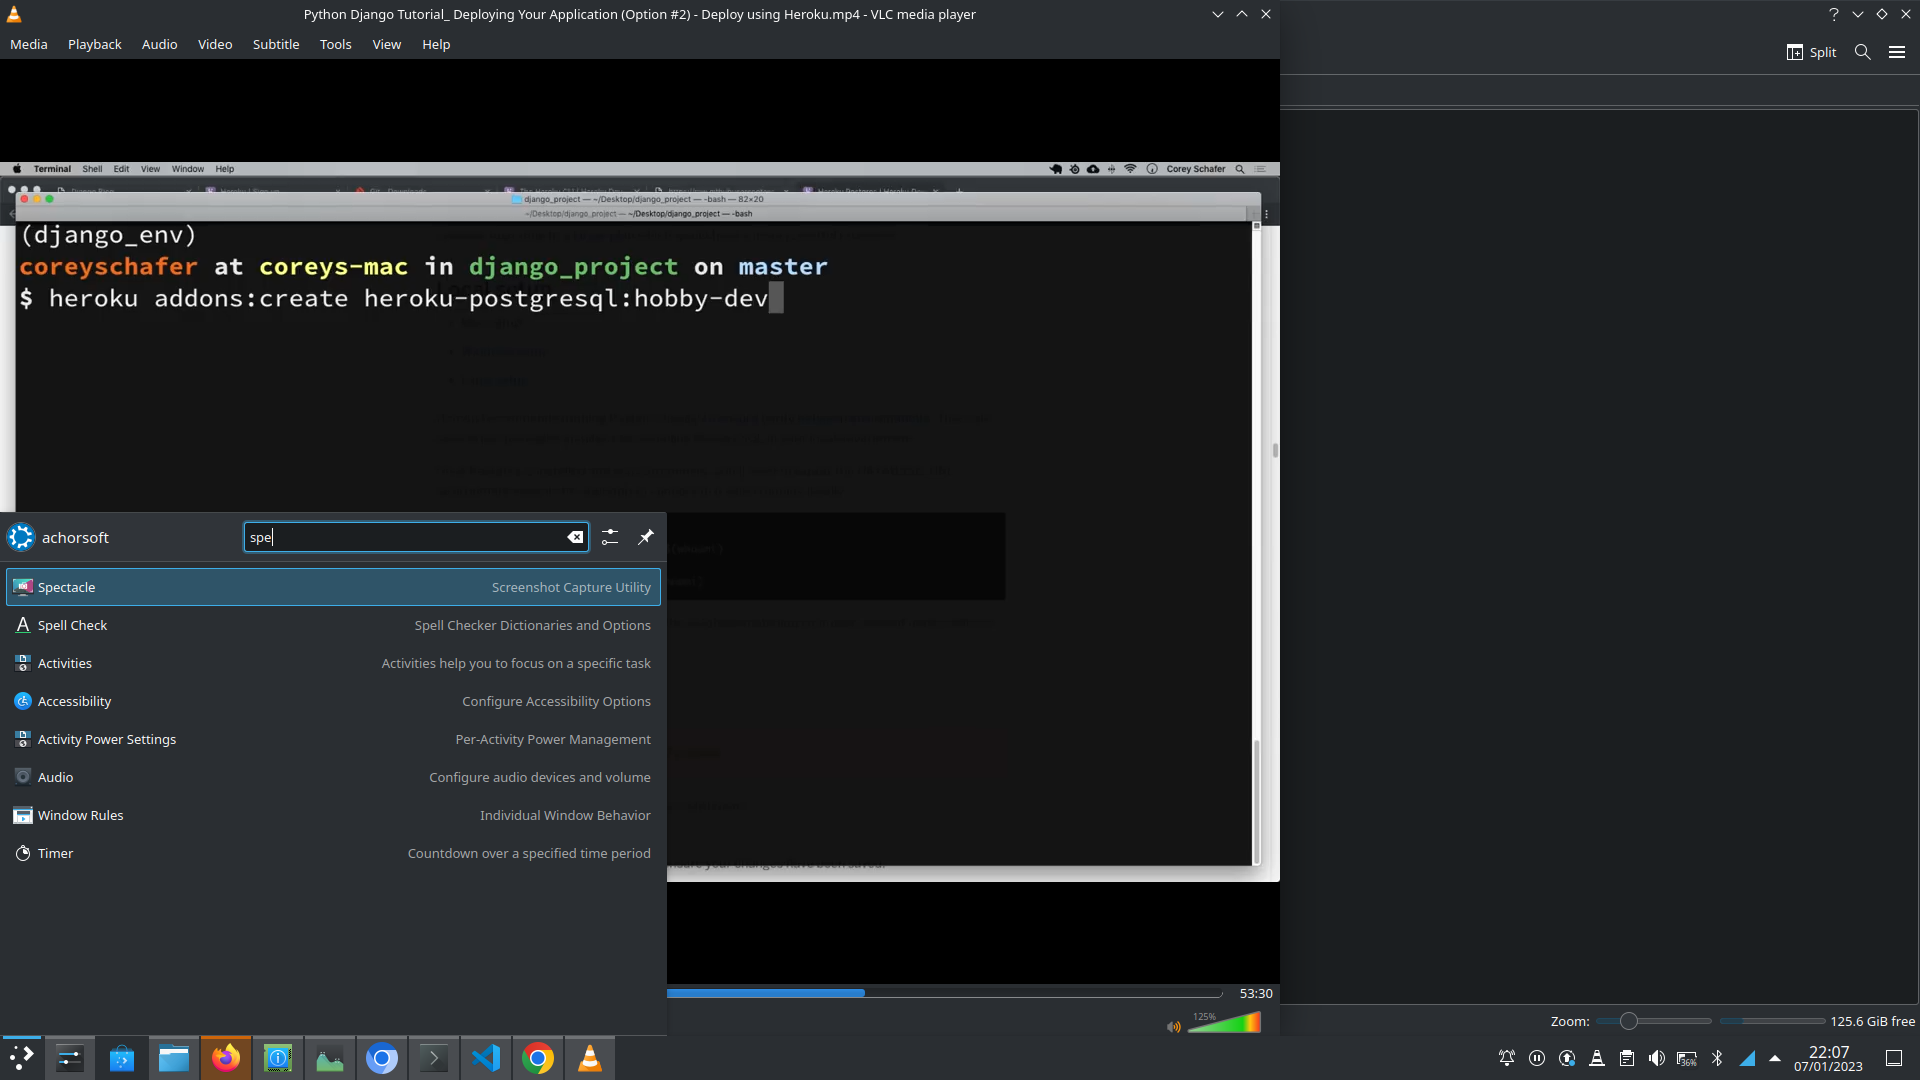 Python Django Tutorial_ Deploying Your Application (Option #2) - Deploy using Heroku.mp4 - VLC media player
Media Playback Audio Video Subtitle Tools View Help
Split
Terminal Shell Edit View Window Help
Corey Schafer
django_project — ~/Desktop/django_project — -bash — 82×20
~/Desktop/django_project — ~/Desktop/django_project — -bash
(django_env)
coreyschafer at coreys-mac in django_project on master
$ heroku addons:create heroku-postgresql:hobby-dev
achorsoft
spe
Spectacle Screenshot Capture Utility
Spell Check Spell Checker Dictionaries and Options
Activities Activities help you to focus on a specific task
Accessibility Configure Accessibility Options
Activity Power Settings Per-Activity Power Management
Audio Configure audio devices and volume
Window Rules Individual Window Behavior
Timer Countdown over a specified time period
your changes have been saved.
53:30
125%
Zoom:
125.6 GiB free
36%
22:07
07/01/2023